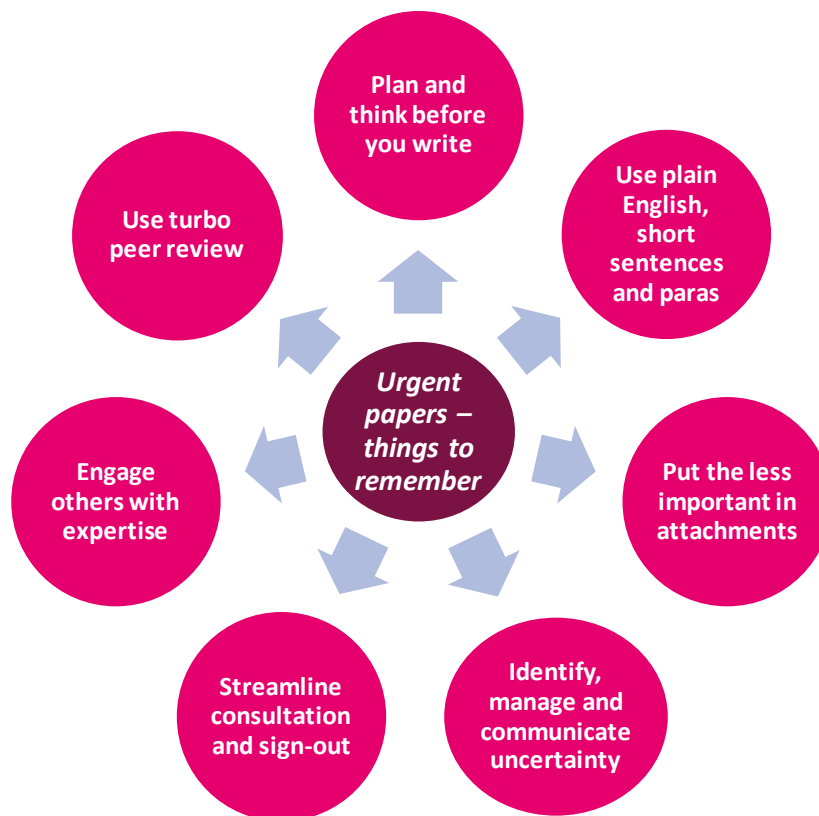 Plan and
think before
you write
Use plain
English,
short
sentences
and paras
Put the less
important in
attachments
Identify,
manage and
communicate
uncertainty
Streamline
consultation
and sign-out
Engage
others with
expertise
Use turbo
peer review
Urgent
papers –
things to
remember